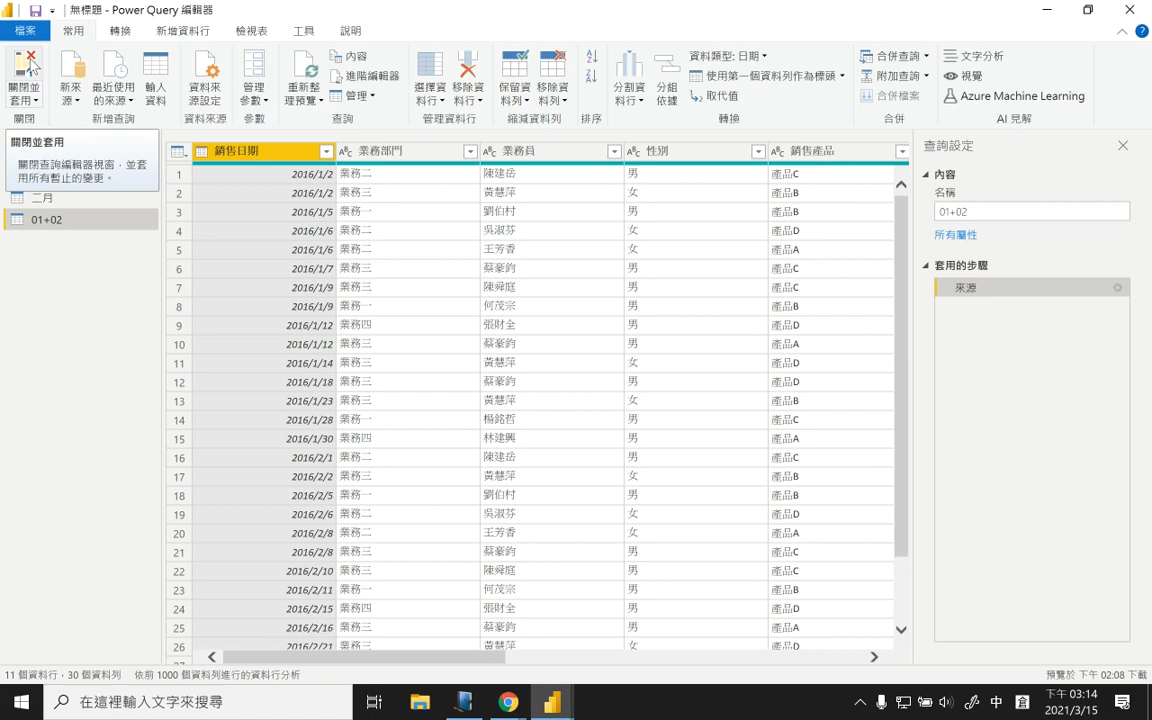 無標題 - Power Query 編輯器
檔案 常用 轉換 新增資料行 檢視表 工具 說明
關閉並套用
新來源
最近使用的來源
輸入資料
資料來源設定
管理參數
重新整理預覽
內容
進階編輯器
管理
選擇資料行
移除資料行
保留資料列
移除資料列
分割資料行
分組依據
資料類型: 日期
使用第一個資料列作為標頭
取代值
合併查詢
附加查詢
合併檔案
文字分析
視覺
Azure Machine Learning
關閉 新增查詢 資料來源 參數 查詢 管理資料行 縮減資料列 排序 轉換 合併 AI 見解
關閉並套用
關閉查詢編輯器視窗，並套
用所有暫止的變更。
二月
01+02
銷售日期 業務部門 業務員 性別 銷售產品
1 2016/1/2 業務二 陳建岳 男 產品C
2 2016/1/2 業務三 黃慧萍 女 產品B
3 2016/1/5 業務一 劉伯村 男 產品B
4 2016/1/6 業務二 吳淑芬 女 產品D
5 2016/1/6 業務二 王芳香 女 產品A
6 2016/1/7 業務三 蔡豪鈞 男 產品C
7 2016/1/9 業務三 陳舜庭 男 產品C
8 2016/1/9 業務一 何茂宗 男 產品B
9 2016/1/12 業務四 張財全 男 產品D
10 2016/1/12 業務三 蔡豪鈞 男 產品A
11 2016/1/14 業務三 黃慧萍 女 產品D
12 2016/1/18 業務三 蔡豪鈞 男 產品D
13 2016/1/23 業務三 黃慧萍 女 產品B
14 2016/1/28 業務一 楊銘哲 男 產品C
15 2016/1/30 業務四 林建興 男 產品A
16 2016/2/1 業務二 陳建岳 男 產品C
17 2016/2/2 業務三 黃慧萍 女 產品B
18 2016/2/5 業務一 劉伯村 男 產品B
19 2016/2/6 業務二 吳淑芬 女 產品D
20 2016/2/8 業務二 王芳香 女 產品A
21 2016/2/8 業務三 蔡豪鈞 男 產品C
22 2016/2/10 業務三 陳舜庭 男 產品C
23 2016/2/11 業務一 何茂宗 男 產品B
24 2016/2/15 業務四 張財全 男 產品D
25 2016/2/16 業務三 蔡豪鈞 男 產品A
26 2016/2/21 業務三 黃慧萍 女 產品D
查詢設定
內容
名稱
01+02
所有屬性
套用的步驟
來源
11 個資料行，30 個資料列 依前 1000 個資料列進行的資料行分析 預覽於 下午 02:08 下載
在這裡輸入文字來搜尋
中
倉
下午 03:14
2021/3/15